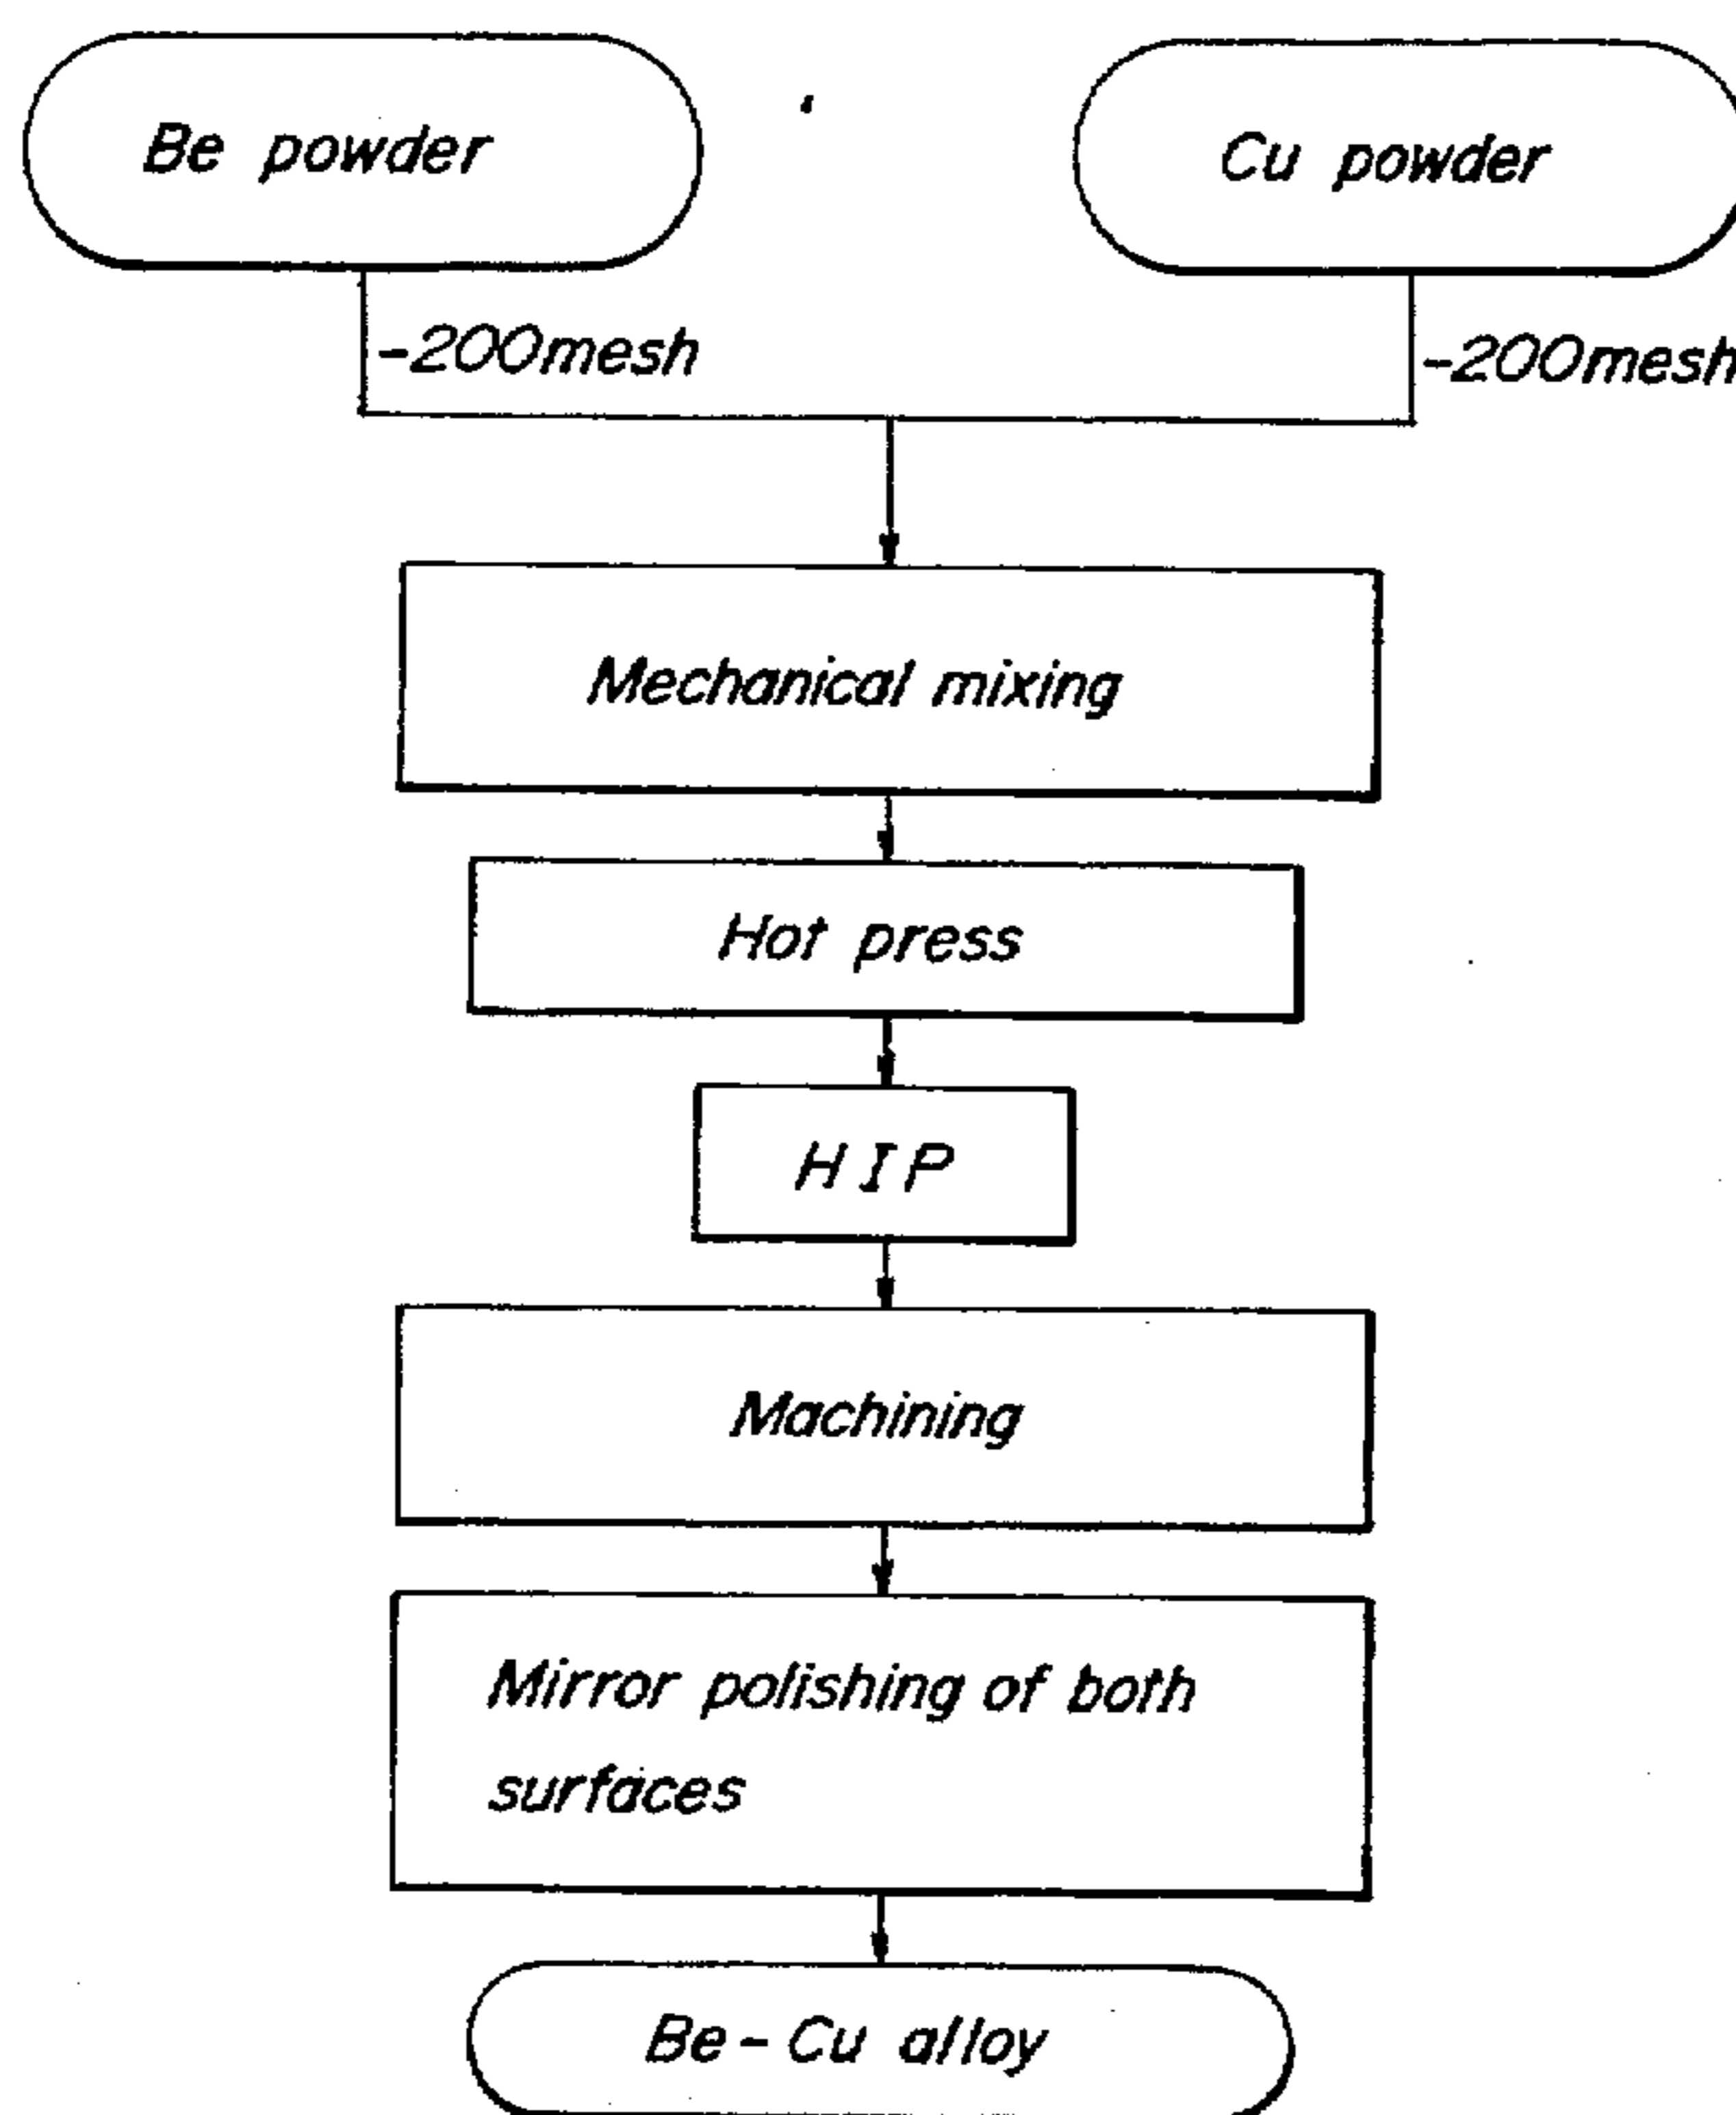 Be powder
Cu powder
-200mesh
-200mesh
Mechanical mixing
Hot press
HIP
Machining
Mirror polishing of both
surfaces
Be-Cu alloy